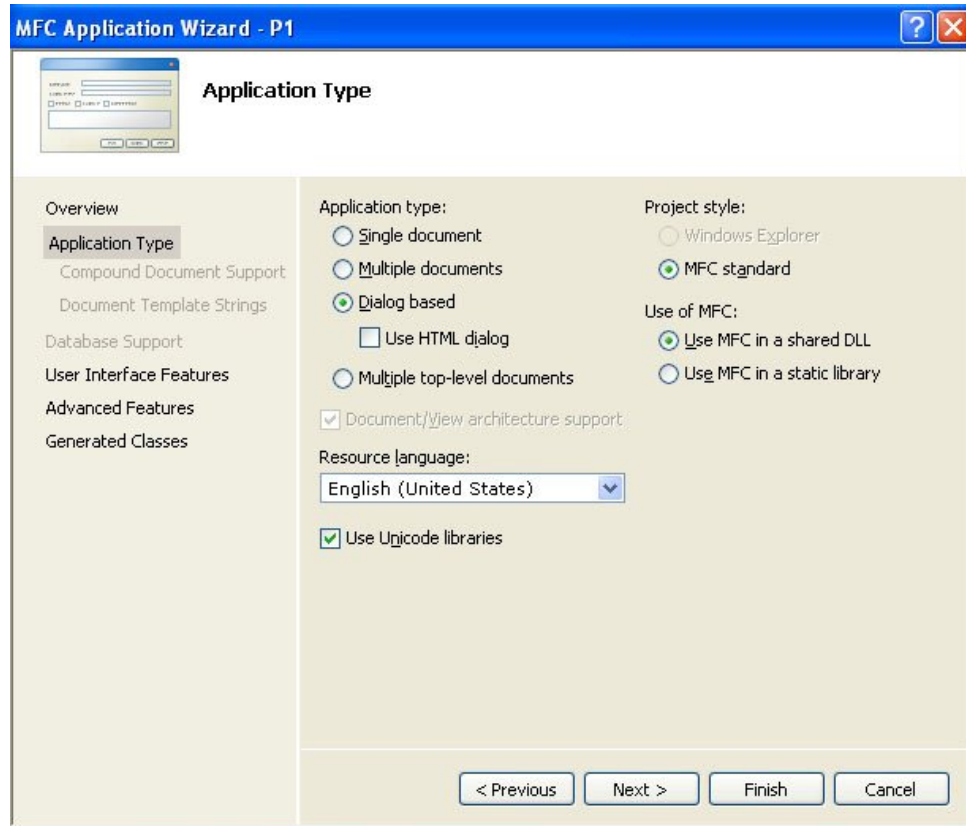 MFC Application Wizard - P1
Application Type
Overview
Application Type
Compound Document Support
Document Template Strings
Database Support
User Interface Features
Advanced Features
Generated Classes
Application type:
Single document
Multiple documents
Dialog based
Use HTML dialog
Multiple top-level documents
Document/View architecture support
Resource language:
English (United States)
Use Unicode libraries
Project style:
Windows Explorer
MFC standard
Use of MFC:
Use MFC in a shared DLL
Use MFC in a static library
< Previous
Next >
Finish
Cancel